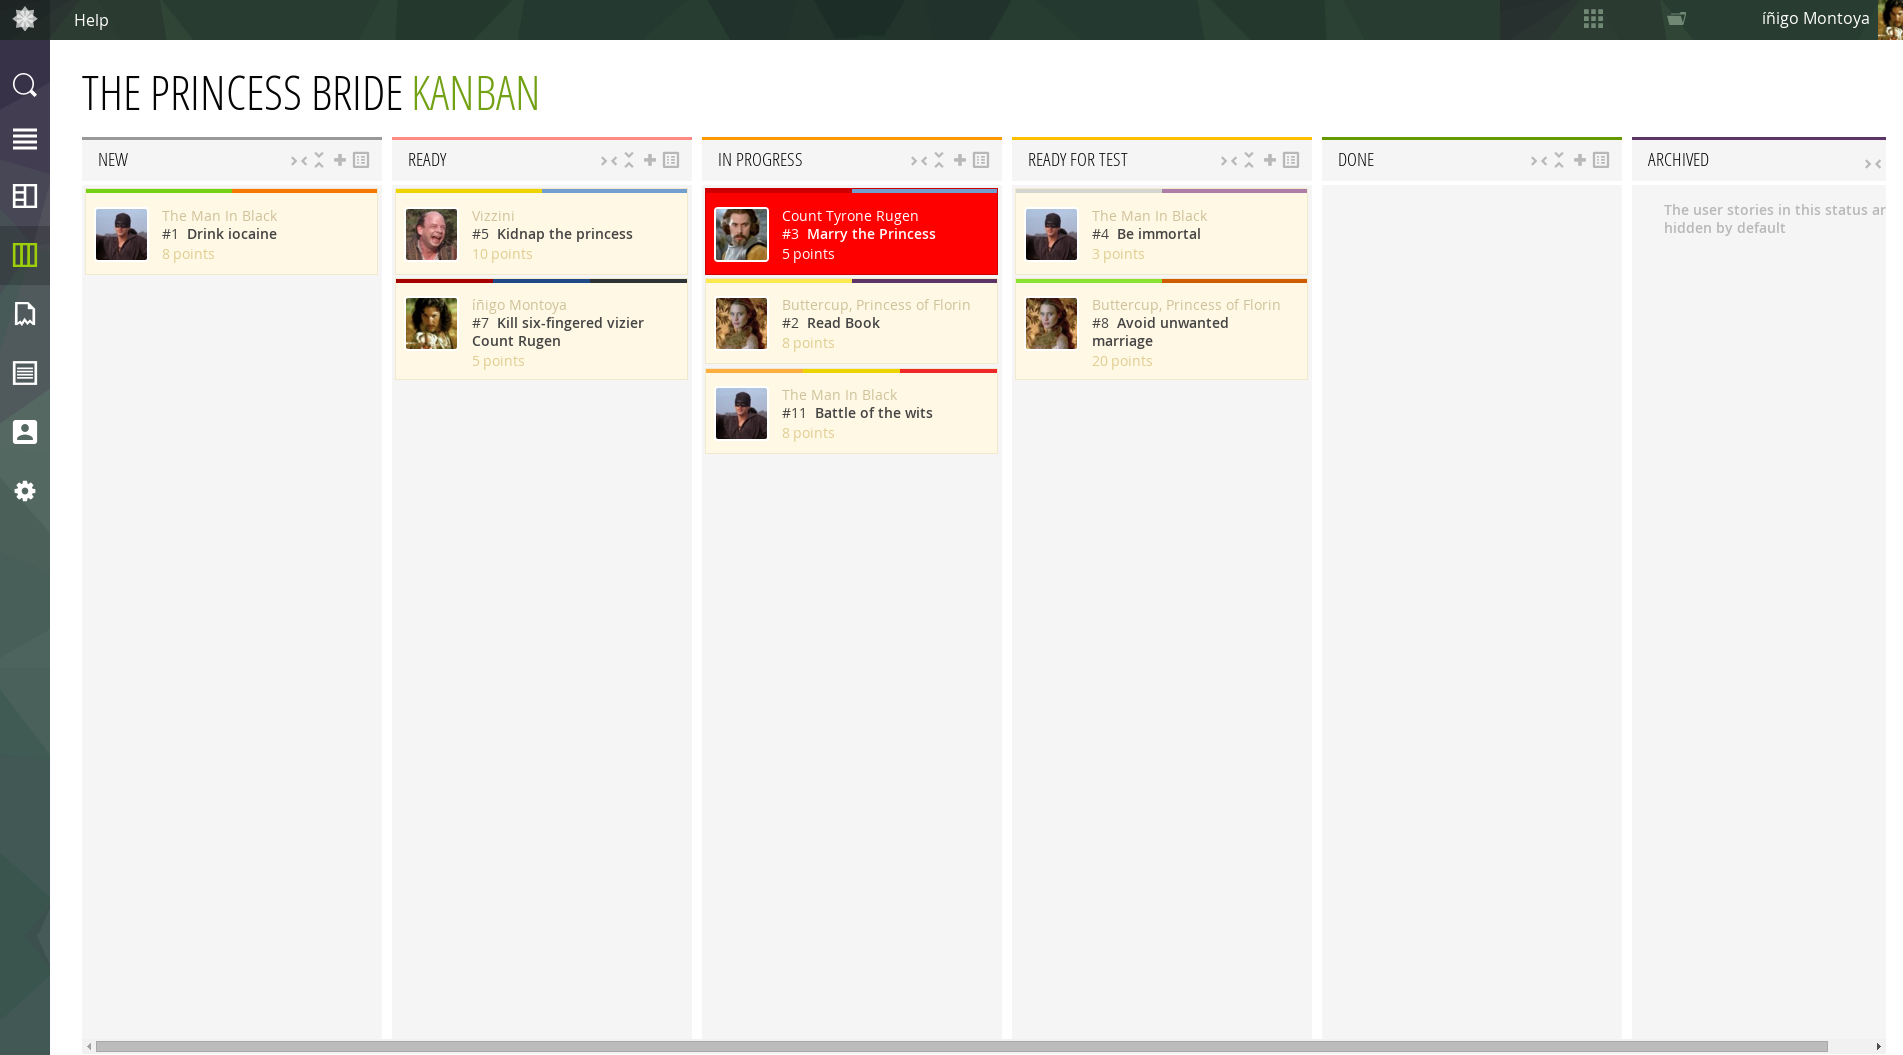 Help
íñigo Montoya
THE PRINCESS BRIDE KANBAN
NEW
The Man In Black
#1 Drink iocaine
8 points
READY
Vizzini
#5 Kidnap the princess
10 points
íñigo Montoya
#7 Kill six-fingered vizier
Count Rugen
5 points
IN PROGRESS
Count Tyrone Rugen
#3 Marry the Princess
5 points
Buttercup, Princess of Florin
#2 Read Book
8 points
The Man In Black
#11 Battle of the wits
8 points
READY FOR TEST
The Man In Black
#4 Be immortal
3 points
Buttercup, Princess of Florin
#8 Avoid unwanted
marriage
20 points
DONE
ARCHIVED
The user stories in this status ar
hidden by default